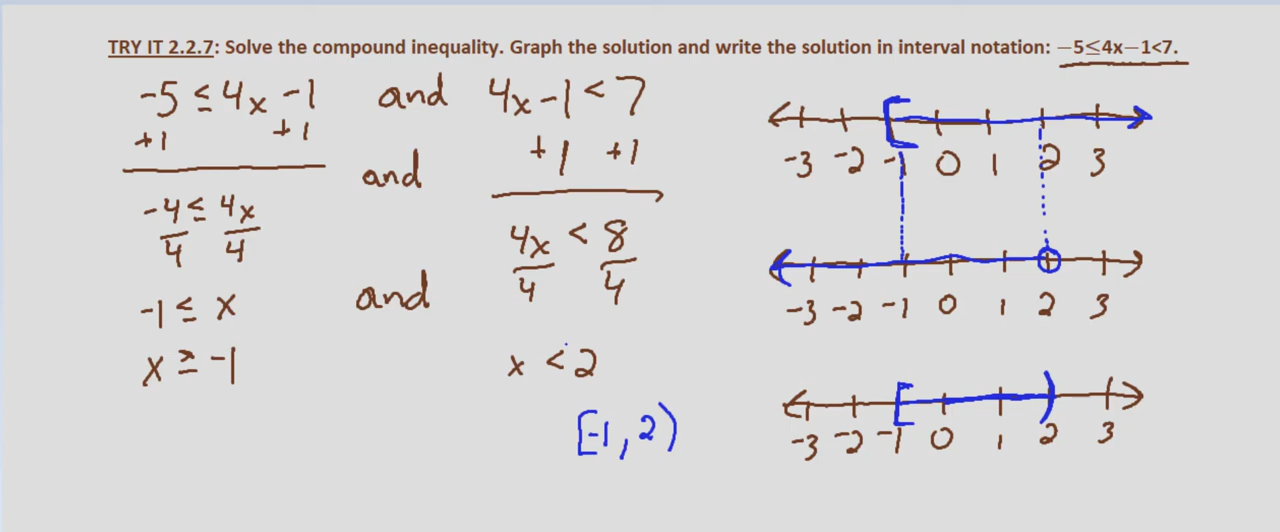 TRY IT 2.2.7: Solve the compound inequality. Graph the solution and write the solution in interval notation: −5≤4x−1<7.
-5 ≤ 4x -1 and 4x-1 < 7
+1 +1 and +1 +1
-4/4 ≤ 4x/4 4x/4 < 8/4
-1 ≤ x and
x ≥ -1 x < 2
[-1, 2)
-3 -2 -1 0 1 2 3
-3 -2 -1 0 1 2 3
-3 -2 -1 0 1 2 3